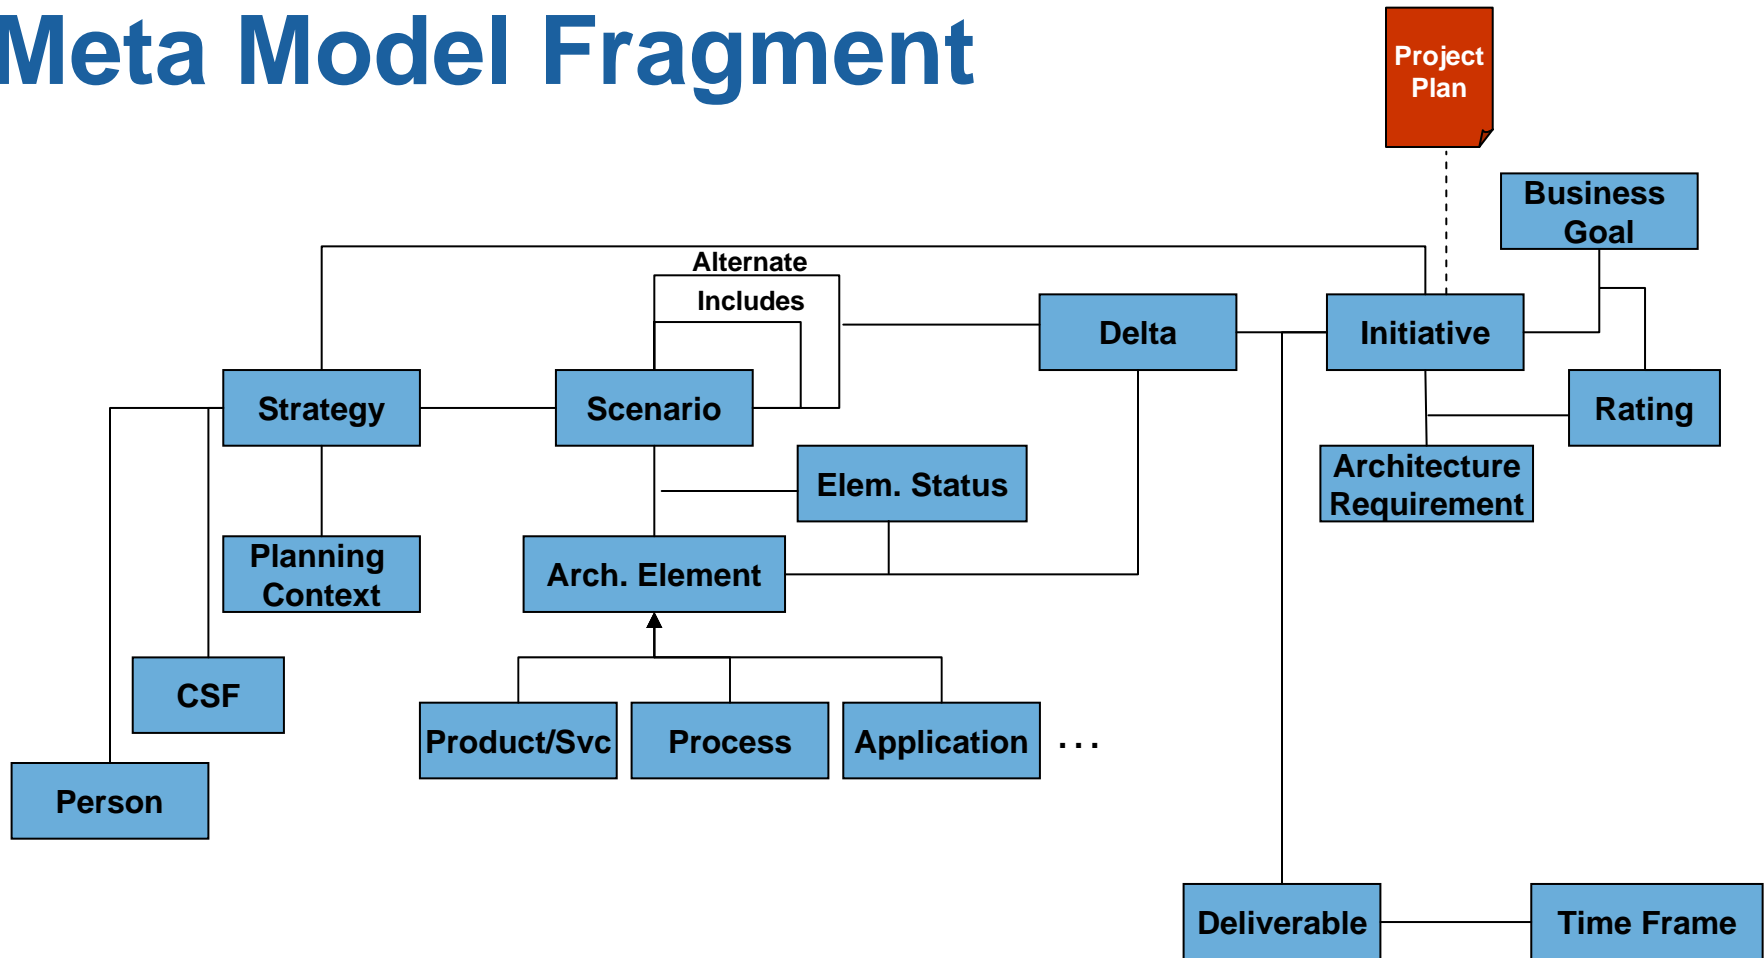 Meta Model Fragment
Project
Plan
Business
Goal
Alternate
Includes
Delta
Initiative
Strategy
Scenario
Rating
Elem. Status
Architecture
Requirement
Planning
Context
Arch. Element
CSF
Product/Svc
Process
Application
...
Person
Deliverable
Time Frame